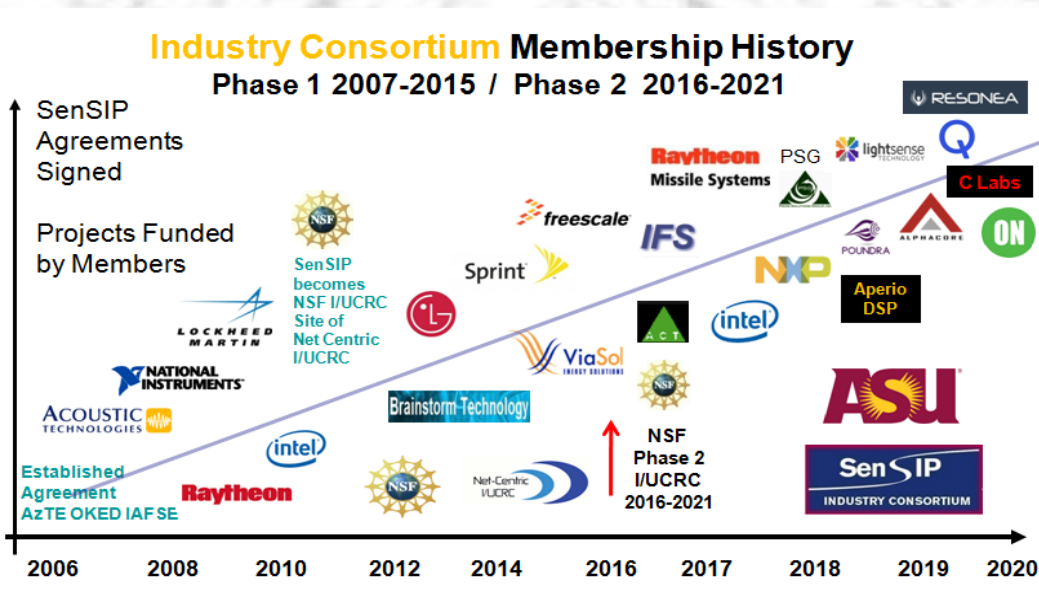 Industry Consortium Membership History
Phase 1 2007-2015 / Phase 2 2016-2021
SenSIP
Agreements
Signed
Projects Funded
by Members
RESONEA
Raytheon
Missile Systems
PSG
lightsense
TECHNOLOGY
C Labs
NSF
freescale
IFS
POUNDRA
ALPHACORE
ON
SenSIP
becomes
NSF I/UCRC
Site of
Net Centric
I/UCRC
Sprint
NXP
Aperio
DSP
LOCKHEED
MARTIN
LG
ACT
intel
NATIONAL
INSTRUMENTS
ViaSol
ENERGY SOLUTIONS
NSF
ASU
ACOUSTIC
TECHNOLOGIES
Brainstorm Technology
intel
NSF
Phase 2
I/UCRC
2016-2021
SenSIP
INDUSTRY CONSORTIUM
Established
Agreement
AzTE OKED IAFSE
Raytheon
NSF
Net-Centric
I/UCRC
2006 2008 2010 2012 2014 2016 2017 2018 2019 2020